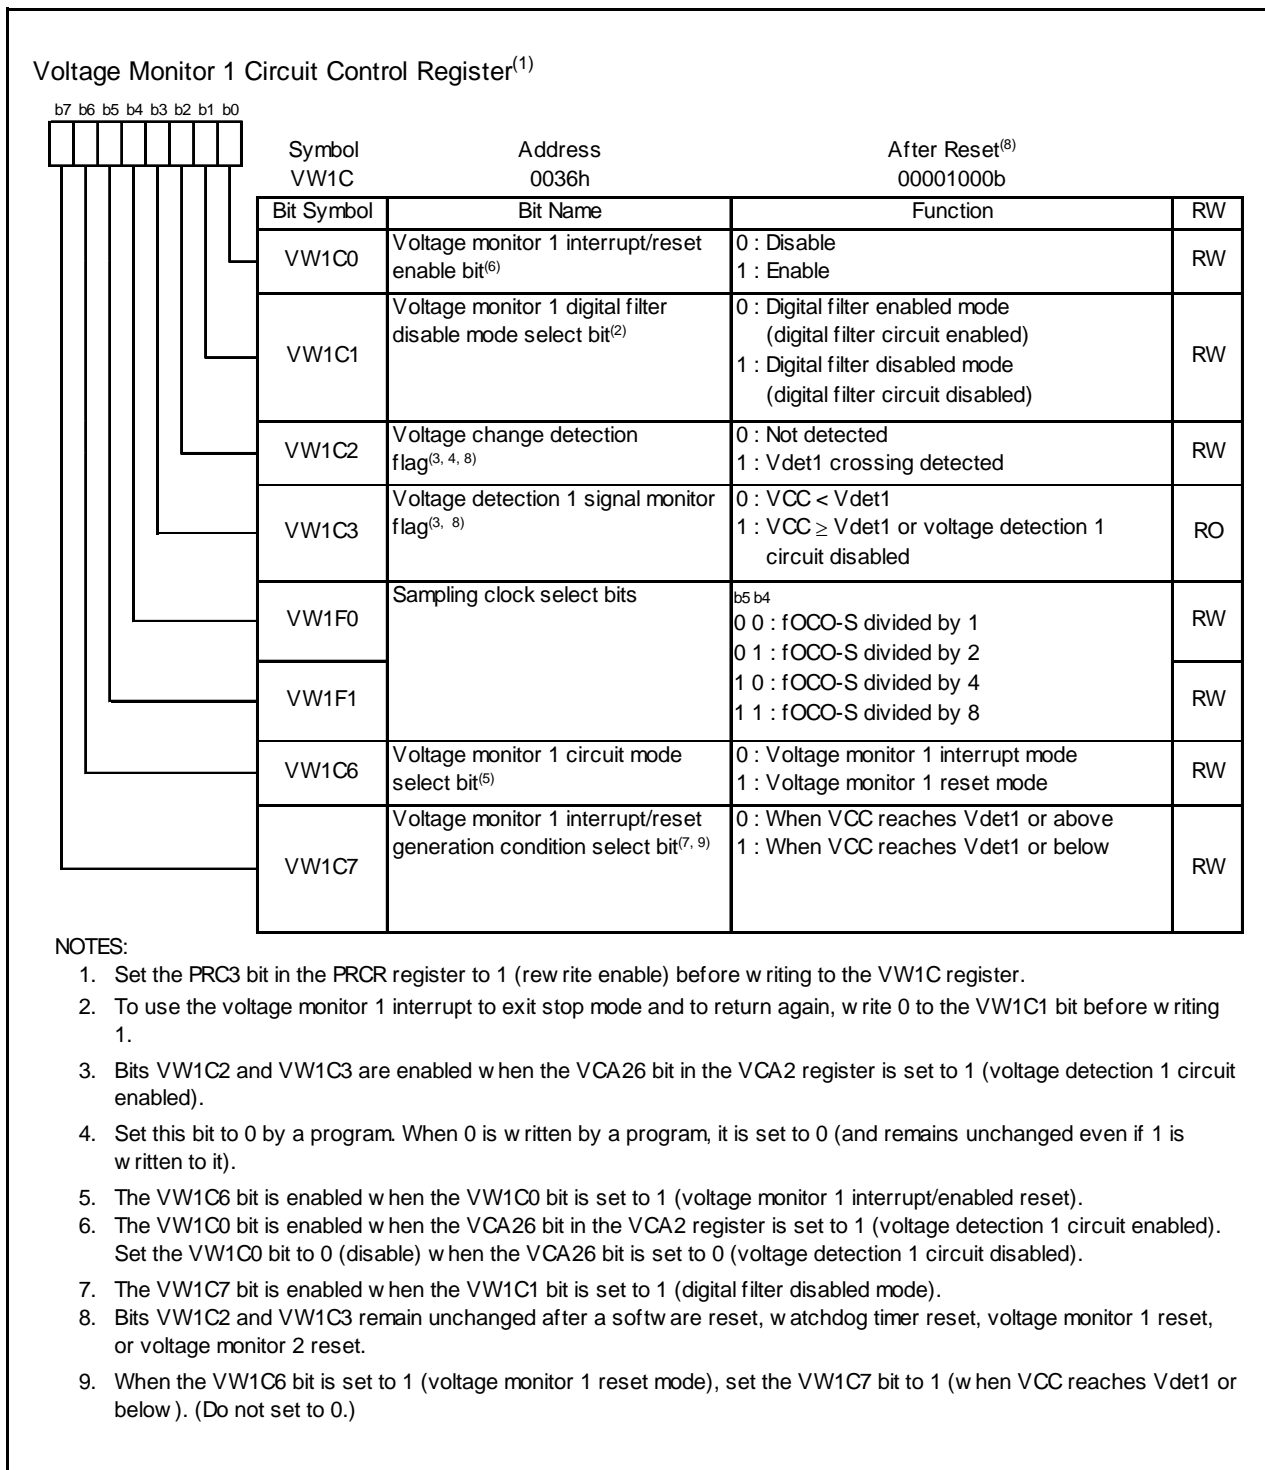 Voltage Monitor 1 Circuit Control Register(1)
b7 b6 b5 b4 b3 b2 b1 b0
Symbol Address After Reset(8)
VW1C 0036h 00001000b
Bit Symbol Bit Name Function RW
VW1C0 Voltage monitor 1 interrupt/reset enable bit(6) 0 : Disable RW
1 : Enable
VW1C1 Voltage monitor 1 digital filter disable mode select bit(2) 0 : Digital filter enabled mode RW
(digital filter circuit enabled)
1 : Digital filter disabled mode
(digital filter circuit disabled)
VW1C2 Voltage change detection flag(3, 4, 8) 0 : Not detected RW
1 : Vdet1 crossing detected
VW1C3 Voltage detection 1 signal monitor flag(3, 8) 0 : VCC < Vdet1 RO
1 : VCC ≥ Vdet1 or voltage detection 1
circuit disabled
VW1F0 Sampling clock select bits b5 b4 RW
0 0 : fOCO-S divided by 1
0 1 : fOCO-S divided by 2
VW1F1 1 0 : fOCO-S divided by 4 RW
1 1 : fOCO-S divided by 8
VW1C6 Voltage monitor 1 circuit mode select bit(5) 0 : Voltage monitor 1 interrupt mode RW
1 : Voltage monitor 1 reset mode
VW1C7 Voltage monitor 1 interrupt/reset generation condition select bit(7, 9) 0 : When VCC reaches Vdet1 or above RW
1 : When VCC reaches Vdet1 or below
NOTES:
1. Set the PRC3 bit in the PRCR register to 1 (rewrite enable) before writing to the VW1C register.
2. To use the voltage monitor 1 interrupt to exit stop mode and to return again, write 0 to the VW1C1 bit before writing
1.
3. Bits VW1C2 and VW1C3 are enabled when the VCA26 bit in the VCA2 register is set to 1 (voltage detection 1 circuit
enabled).
4. Set this bit to 0 by a program. When 0 is written by a program, it is set to 0 (and remains unchanged even if 1 is
written to it).
5. The VW1C6 bit is enabled when the VW1C0 bit is set to 1 (voltage monitor 1 interrupt/enabled reset).
6. The VW1C0 bit is enabled when the VCA26 bit in the VCA2 register is set to 1 (voltage detection 1 circuit enabled).
Set the VW1C0 bit to 0 (disable) when the VCA26 bit is set to 0 (voltage detection 1 circuit disabled).
7. The VW1C7 bit is enabled when the VW1C1 bit is set to 1 (digital filter disabled mode).
8. Bits VW1C2 and VW1C3 remain unchanged after a software reset, watchdog timer reset, voltage monitor 1 reset,
or voltage monitor 2 reset.
9. When the VW1C6 bit is set to 1 (voltage monitor 1 reset mode), set the VW1C7 bit to 1 (when VCC reaches Vdet1 or
below). (Do not set to 0.)